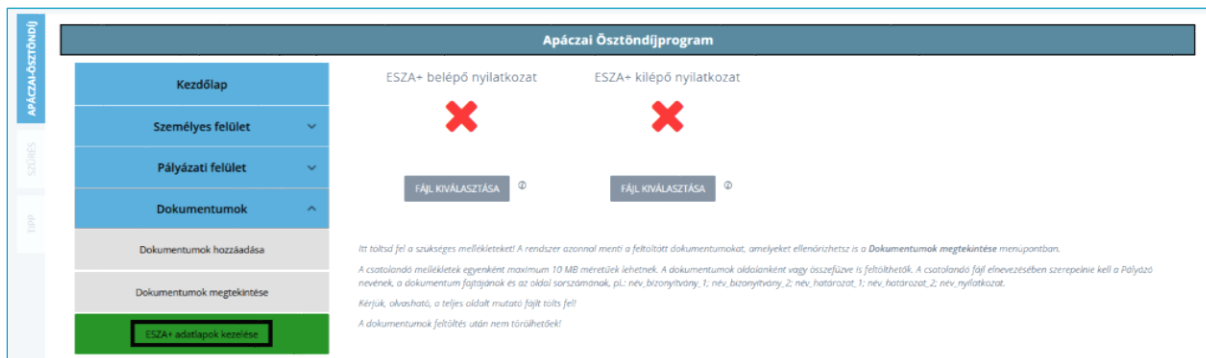 APÁCZAI-ÖSZTÖNDÍJ
SZŰRÉS
TIPP
Apáczai Ösztöndíjprogram
Kezdőlap
Személyes felület
Pályázati felület
Dokumentumok
Dokumentumok hozzáadása
Dokumentumok megtekintése
ESZA+ adatlapok kezelése
ESZA+ belépő nyilatkozat
ESZA+ kilépő nyilatkozat
FÁJL KIVÁLASZTÁSA
FÁJL KIVÁLASZTÁSA
Itt töltsd fel a szükséges mellékleteket! A rendszer azonnal menti a feltöltött dokumentumokat, amelyeket ellenőrizhetsz is a Dokumentumok megtekintése menüpontban.
A csatolandó mellékletek egyenként maximum 10 MB méretűek lehetnek. A dokumentumok oldalanként vagy összefűzve is feltölthetők. A csatolandó fájl elnevezésében szerepelnie kell a Pályázó
nevének, a dokumentum fajtájának és az oldal sorszámának, pl.: név_bizonyítvány_1; név_bizonyítvány_2; név_határozat_1; név_határozat_2; név_nyilatkozat.
Kérjük, olvasható, a teljes oldalt mutató fájlt tölts fel!
A dokumentumok feltöltés után nem törölhetőek!